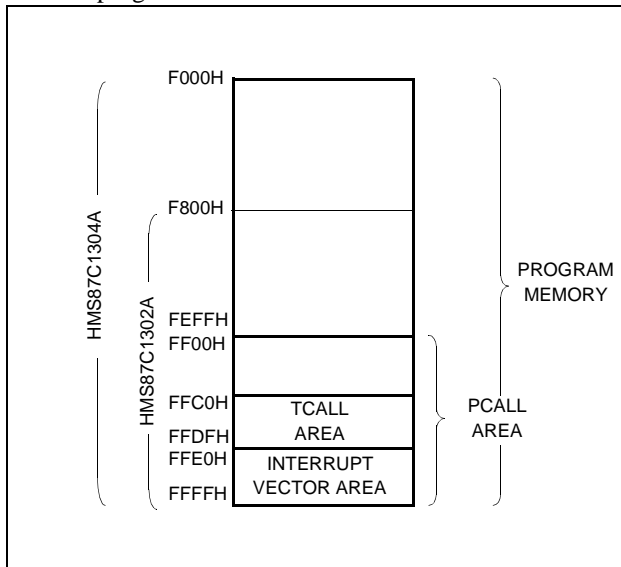 F000H
F800H
FEFFH
FF00H
FFC0H
FFDFH
FFE0H
FFFFH
HMS87C1304A
HMS87C1302A
TCALL
AREA
INTERRUPT
VECTOR AREA
PROGRAM
MEMORY
PCALL
AREA